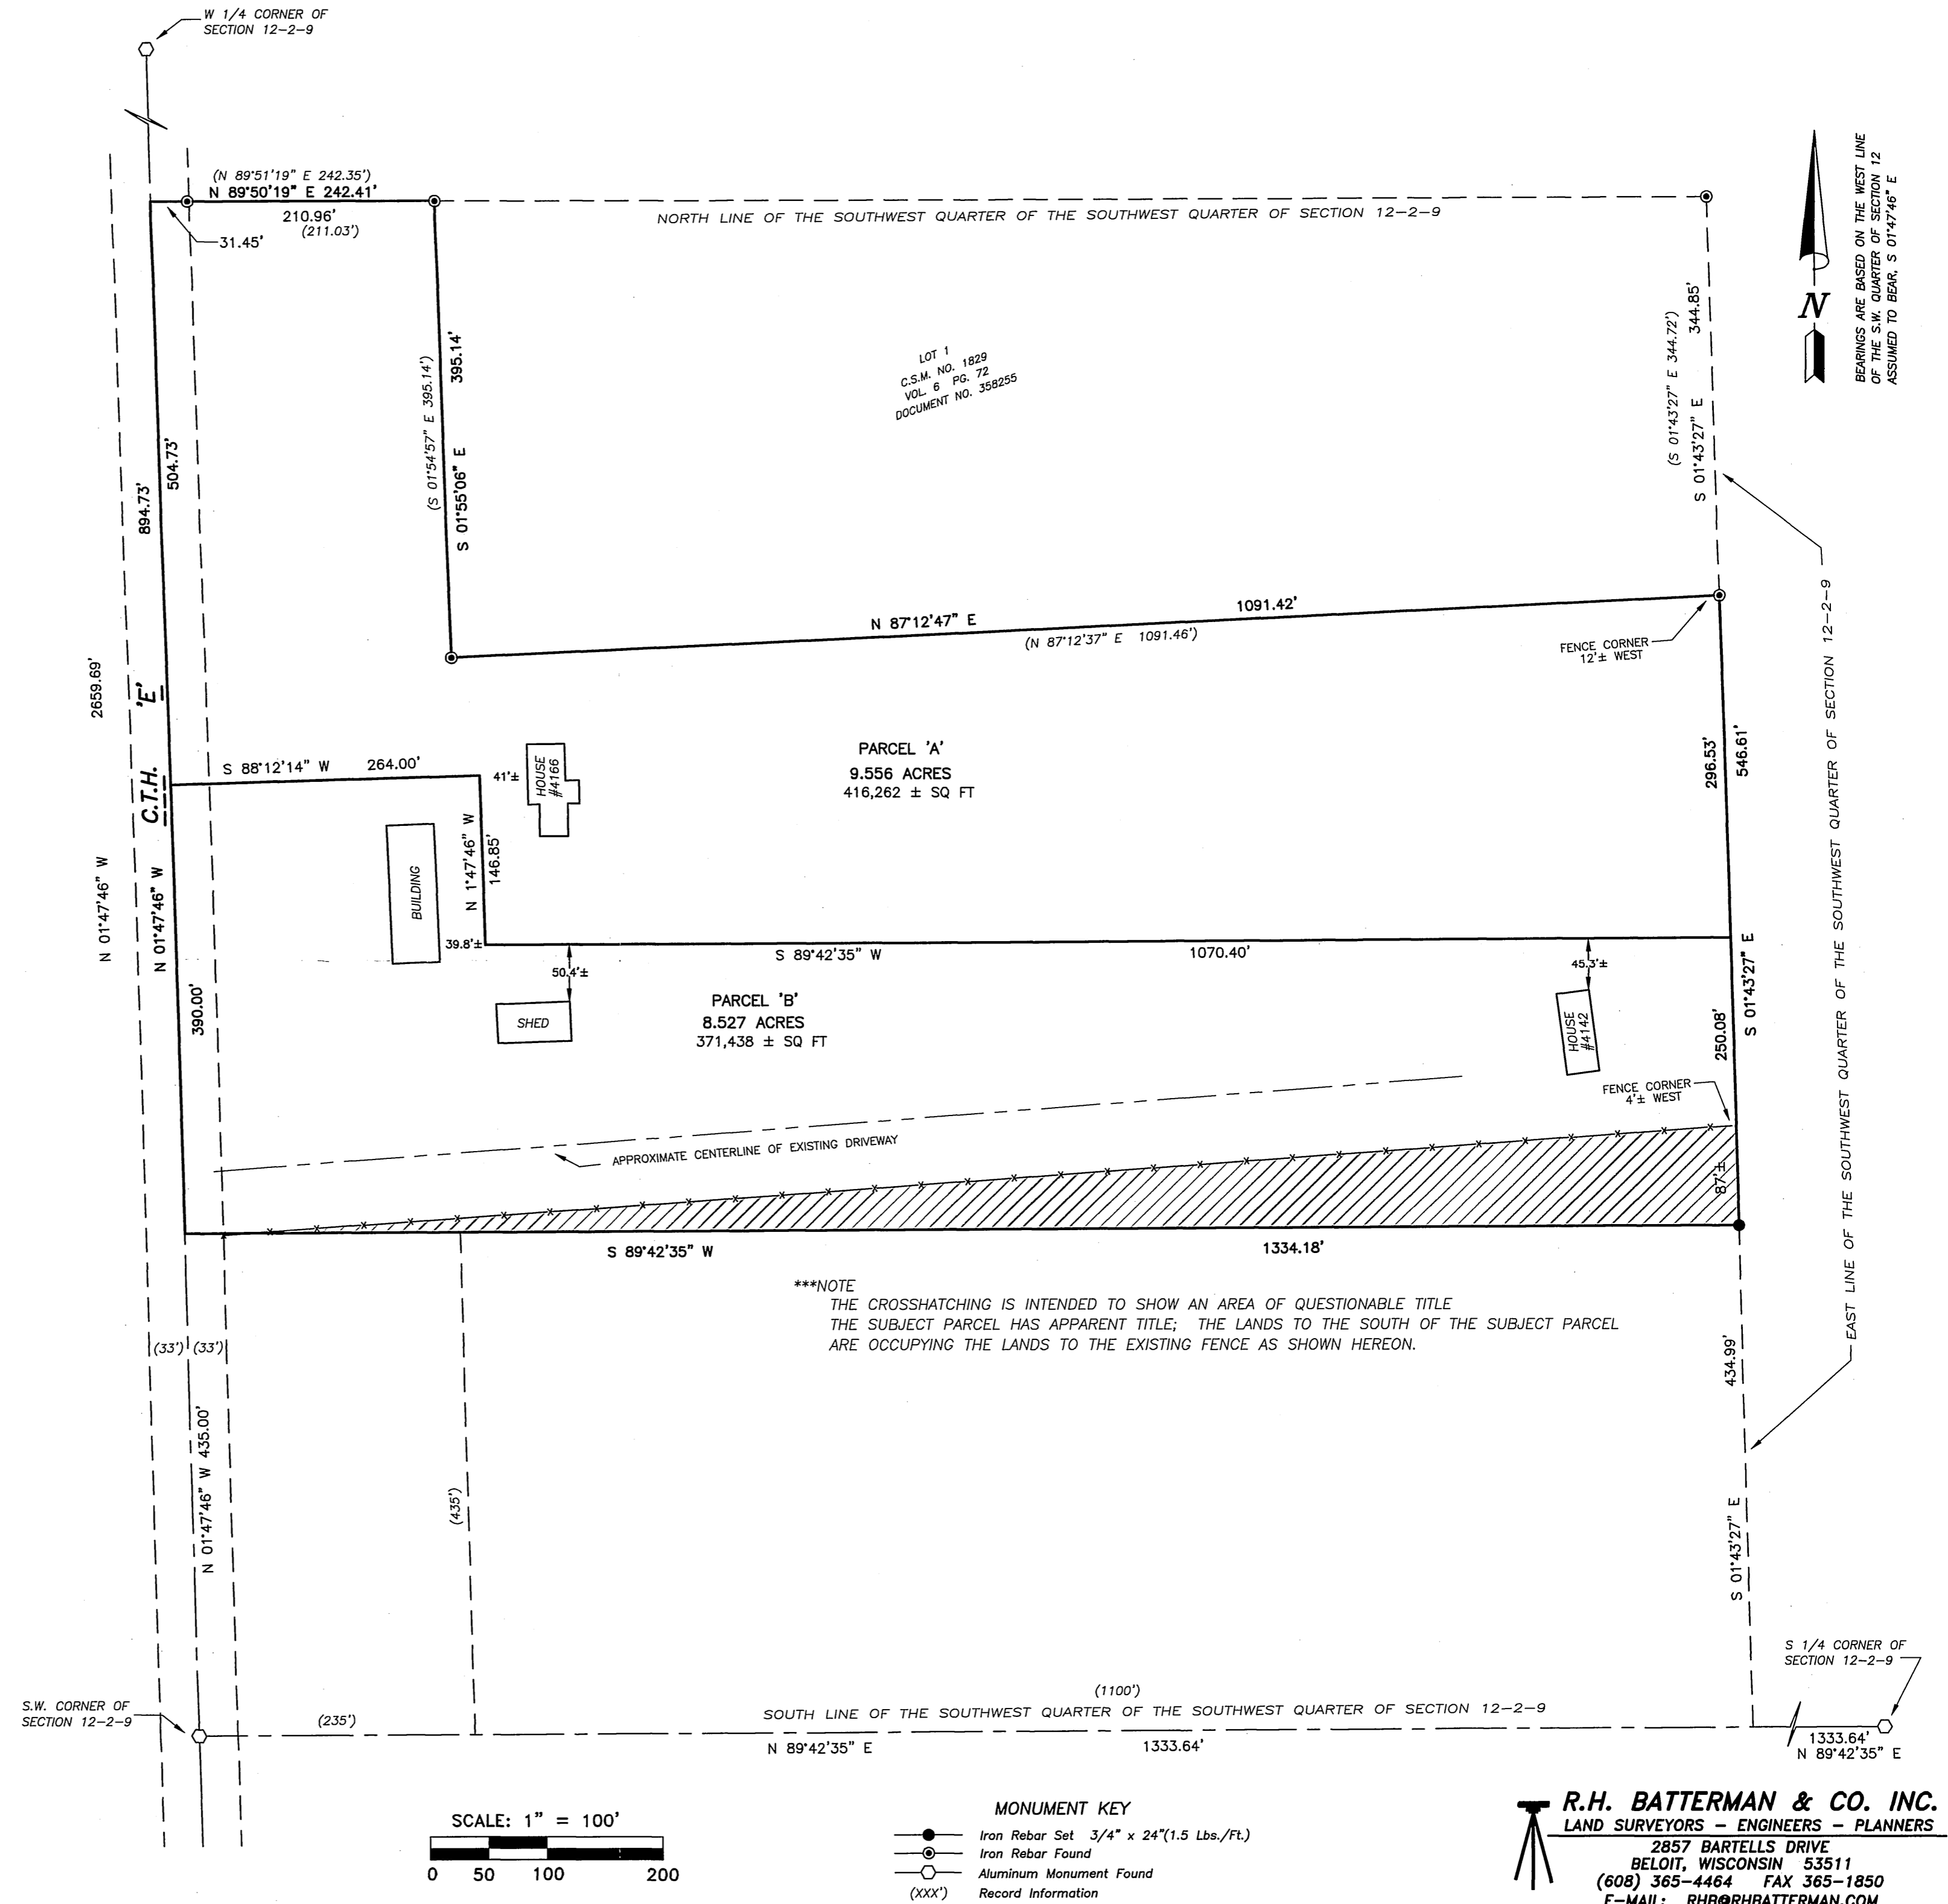 W 1/4 CORNER OF
SECTION 12-2-9
(N 89°51'19" E 242.35')
N 89°50'19" E 242.41'
210.96'
(211.03')
31.45'
NORTH LINE OF THE SOUTHWEST QUARTER OF THE SOUTHWEST QUARTER OF SECTION 12-2-9
N
BEARINGS ARE BASED ON THE WEST LINE
OF THE S.W. QUARTER OF SECTION 12
ASSUMED TO BEAR, S 01°47'46" E
894.73'
504.73'
(S 01°54'57" E 395.14')
S 01°55'06" E 395.14'
LOT 1
C.S.M. NO. 1829
VOL. 6 PG. 72
DOCUMENT NO. 358255
(S 01°43'27" E 344.72')
S 01°43'27" E 344.85'
N 87°12'47" E 1091.42'
(N 87°12'37" E 1091.46')
FENCE CORNER
12'± WEST
2659.69'
N 01°47'46" W
C.T.H. 'E'
N 01°47'46" W
S 88°12'14" W 264.00'
41'±
HOUSE
#4166
PARCEL 'A'
9.556 ACRES
416,262 ± SQ FT
296.53'
546.61'
BUILDING
N 1°47'46" W
146.85'
39.8'±
S 89°42'35" W 1070.40'
50.4'±
45.3'±
390.00'
SHED
PARCEL 'B'
8.527 ACRES
371,438 ± SQ FT
HOUSE
#4142
250.08'
S 01°43'27" E
FENCE CORNER
4'± WEST
APPROXIMATE CENTERLINE OF EXISTING DRIVEWAY
87'±
EAST LINE OF THE SOUTHWEST QUARTER OF THE SOUTHWEST QUARTER OF SECTION 12-2-9
S 89°42'35" W 1334.18'
***NOTE
THE CROSSHATCHING IS INTENDED TO SHOW AN AREA OF QUESTIONABLE TITLE
THE SUBJECT PARCEL HAS APPARENT TITLE; THE LANDS TO THE SOUTH OF THE SUBJECT PARCEL
ARE OCCUPYING THE LANDS TO THE EXISTING FENCE AS SHOWN HEREON.
(33') (33')
N 01°47'46" W 435.00'
(435')
434.99'
S 01°43'27" E
S 1/4 CORNER OF
SECTION 12-2-9
S.W. CORNER OF
SECTION 12-2-9
(235')
(1100')
SOUTH LINE OF THE SOUTHWEST QUARTER OF THE SOUTHWEST QUARTER OF SECTION 12-2-9
N 89°42'35" E 1333.64'
1333.64'
N 89°42'35" E
SCALE: 1" = 100'
0 50 100 200
MONUMENT KEY
Iron Rebar Set 3/4" x 24"(1.5 Lbs./Ft.)
Iron Rebar Found
Aluminum Monument Found
(XXX') Record Information
R.H. BATTERMAN & CO. INC.
LAND SURVEYORS - ENGINEERS - PLANNERS
2857 BARTELLS DRIVE
BELOIT, WISCONSIN 53511
(608) 365-4464 FAX 365-1850
E-MAIL: RHB@RHBATTERMAN.COM